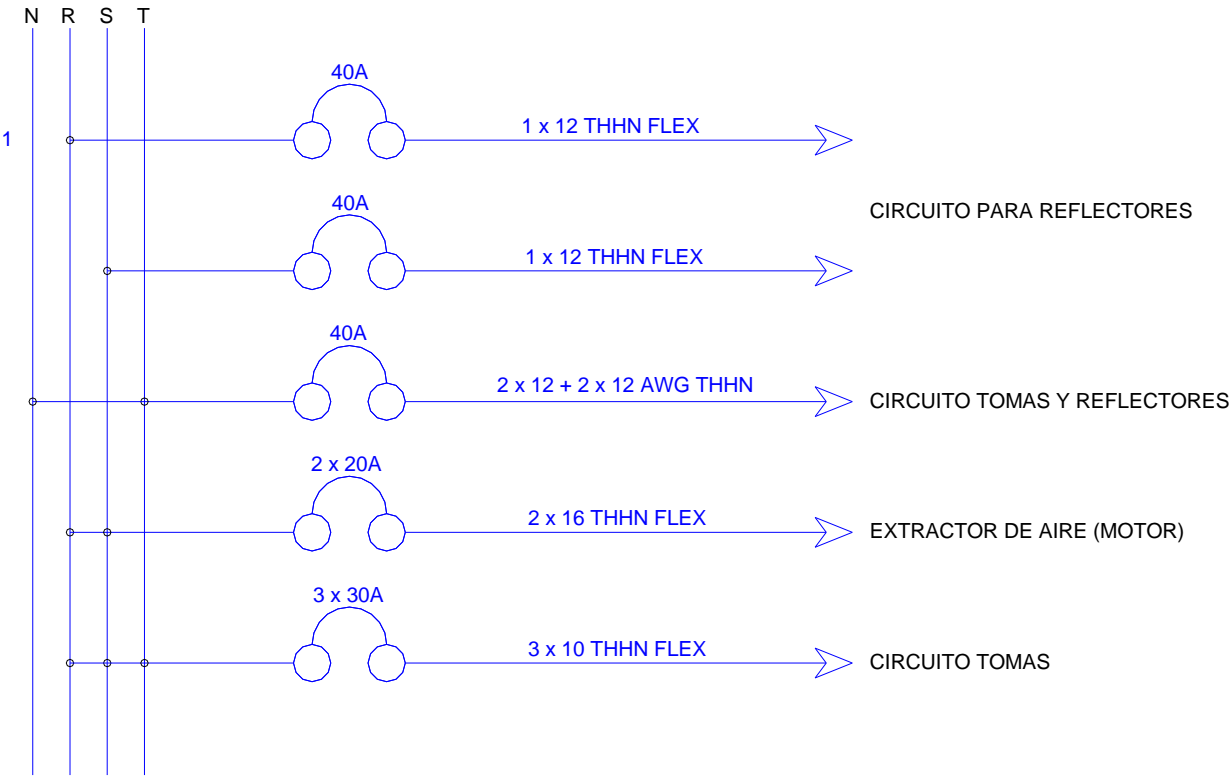 N R S T
40A
1 x 12 THHN FLEX
1
40A
CIRCUITO PARA REFLECTORES
1 x 12 THHN FLEX
40A
2 x 12 + 2 x 12 AWG THHN
CIRCUITO TOMAS Y REFLECTORES
2 x 20A
2 x 16 THHN FLEX
EXTRACTOR DE AIRE (MOTOR)
3 x 30A
3 x 10 THHN FLEX
CIRCUITO TOMAS